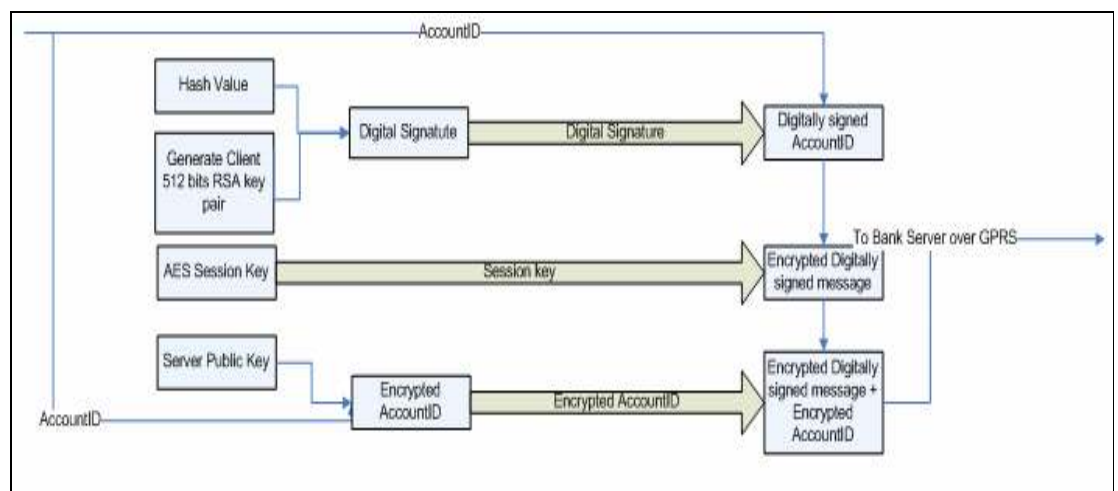 AccountID
Hash Value
Digital Signatute
Digital Signature
Digitally signed
AccountID
Generate Client
512 bits RSA key
pair
To Bank Server over GPRS
AES Session Key
Session key
Encrypted Digitally
signed message
Server Public Key
Encrypted
AccountID
Encrypted AccountID
Encrypted Digitally
signed message +
Encrypted
AccountID
AccountID